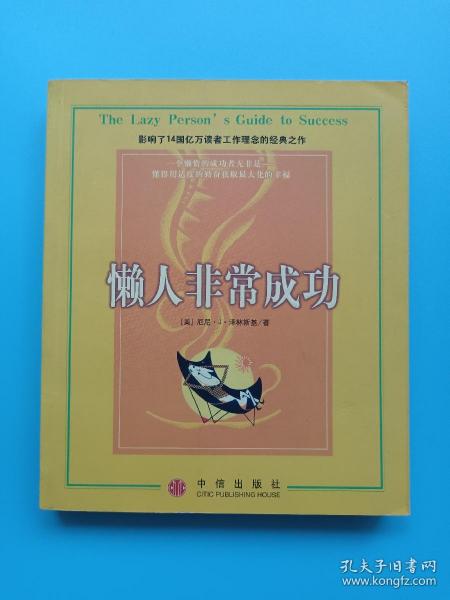 The Lazy Person's Guide to Success
影响了14国亿万读者工作理念的经典之作
一个懒惰的成功者无非是
懂得用适度的勤奋获取最大化的幸福
懒人非常成功
[美] 厄尼·J·泽林斯基/著
中信出版社
CITIC PUBLISHING HOUSE
孔夫子旧书网
www.kongfz.com